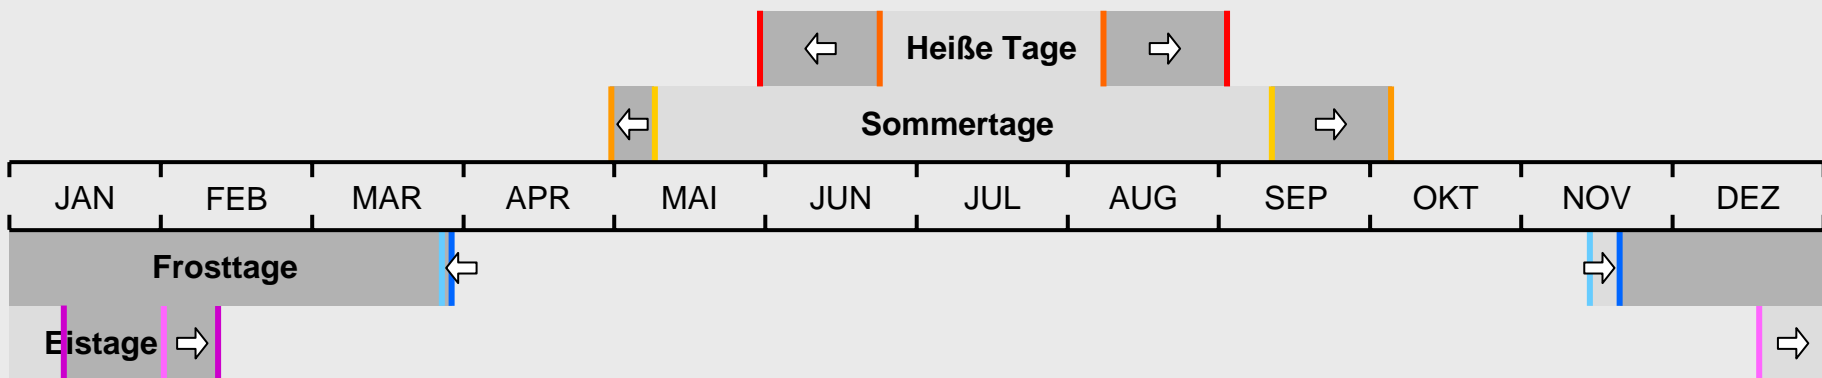 Heiße Tage
Sommertage
JAN FEB MAR APR MAI JUN JUL AUG SEP OKT NOV DEZ
Frosttage
Eistage